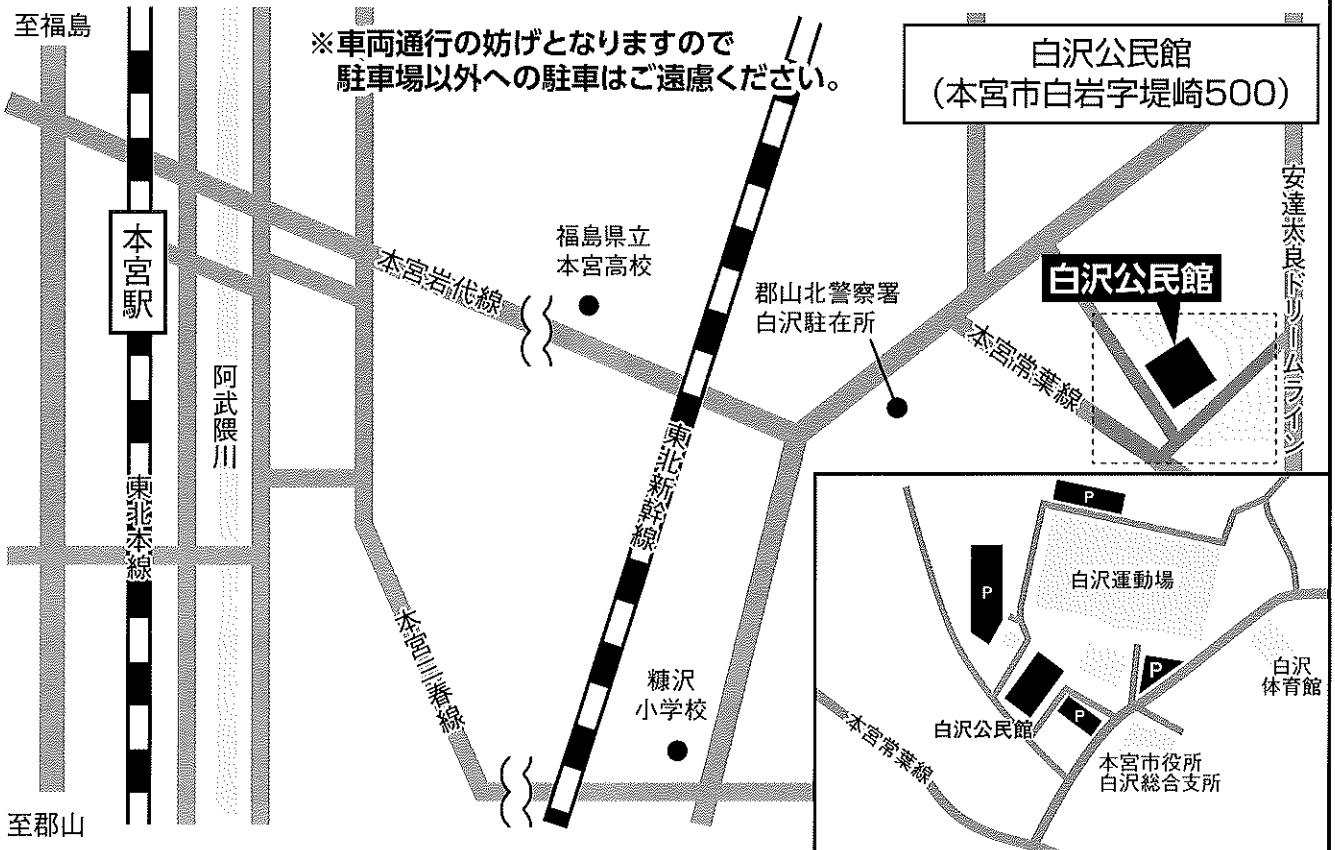 至福島
※車両通行の妨げとなりますので
駐車場以外への駐車はご遠慮ください。
白沢公民館
（本宮市白岩字堤崎500）
本宮駅
阿武隈川
東北本線
至郡山
本宮岩代線
福島県立
本宮高校
東北新幹線
郡山北警察署
白沢駐在所
本宮常葉線
白沢公民館
安達太良ドリームライン
本宮三春線
糠沢
小学校
P
白沢運動場
P
P
白沢
体育館
白沢公民館
P
本宮常葉線
本宮市役所
白沢総合支所